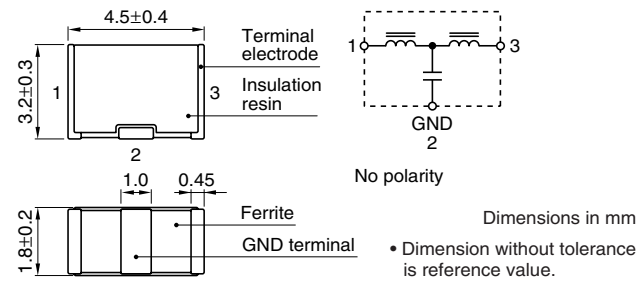 4.5±0.4
3.2±0.3
1
3
2
Terminal
electrode
Insulation
resin
1
3
GND
2
No polarity
1.0
0.45
1.8±0.2
Ferrite
GND terminal
Dimensions in mm
• Dimension without tolerance
is reference value.